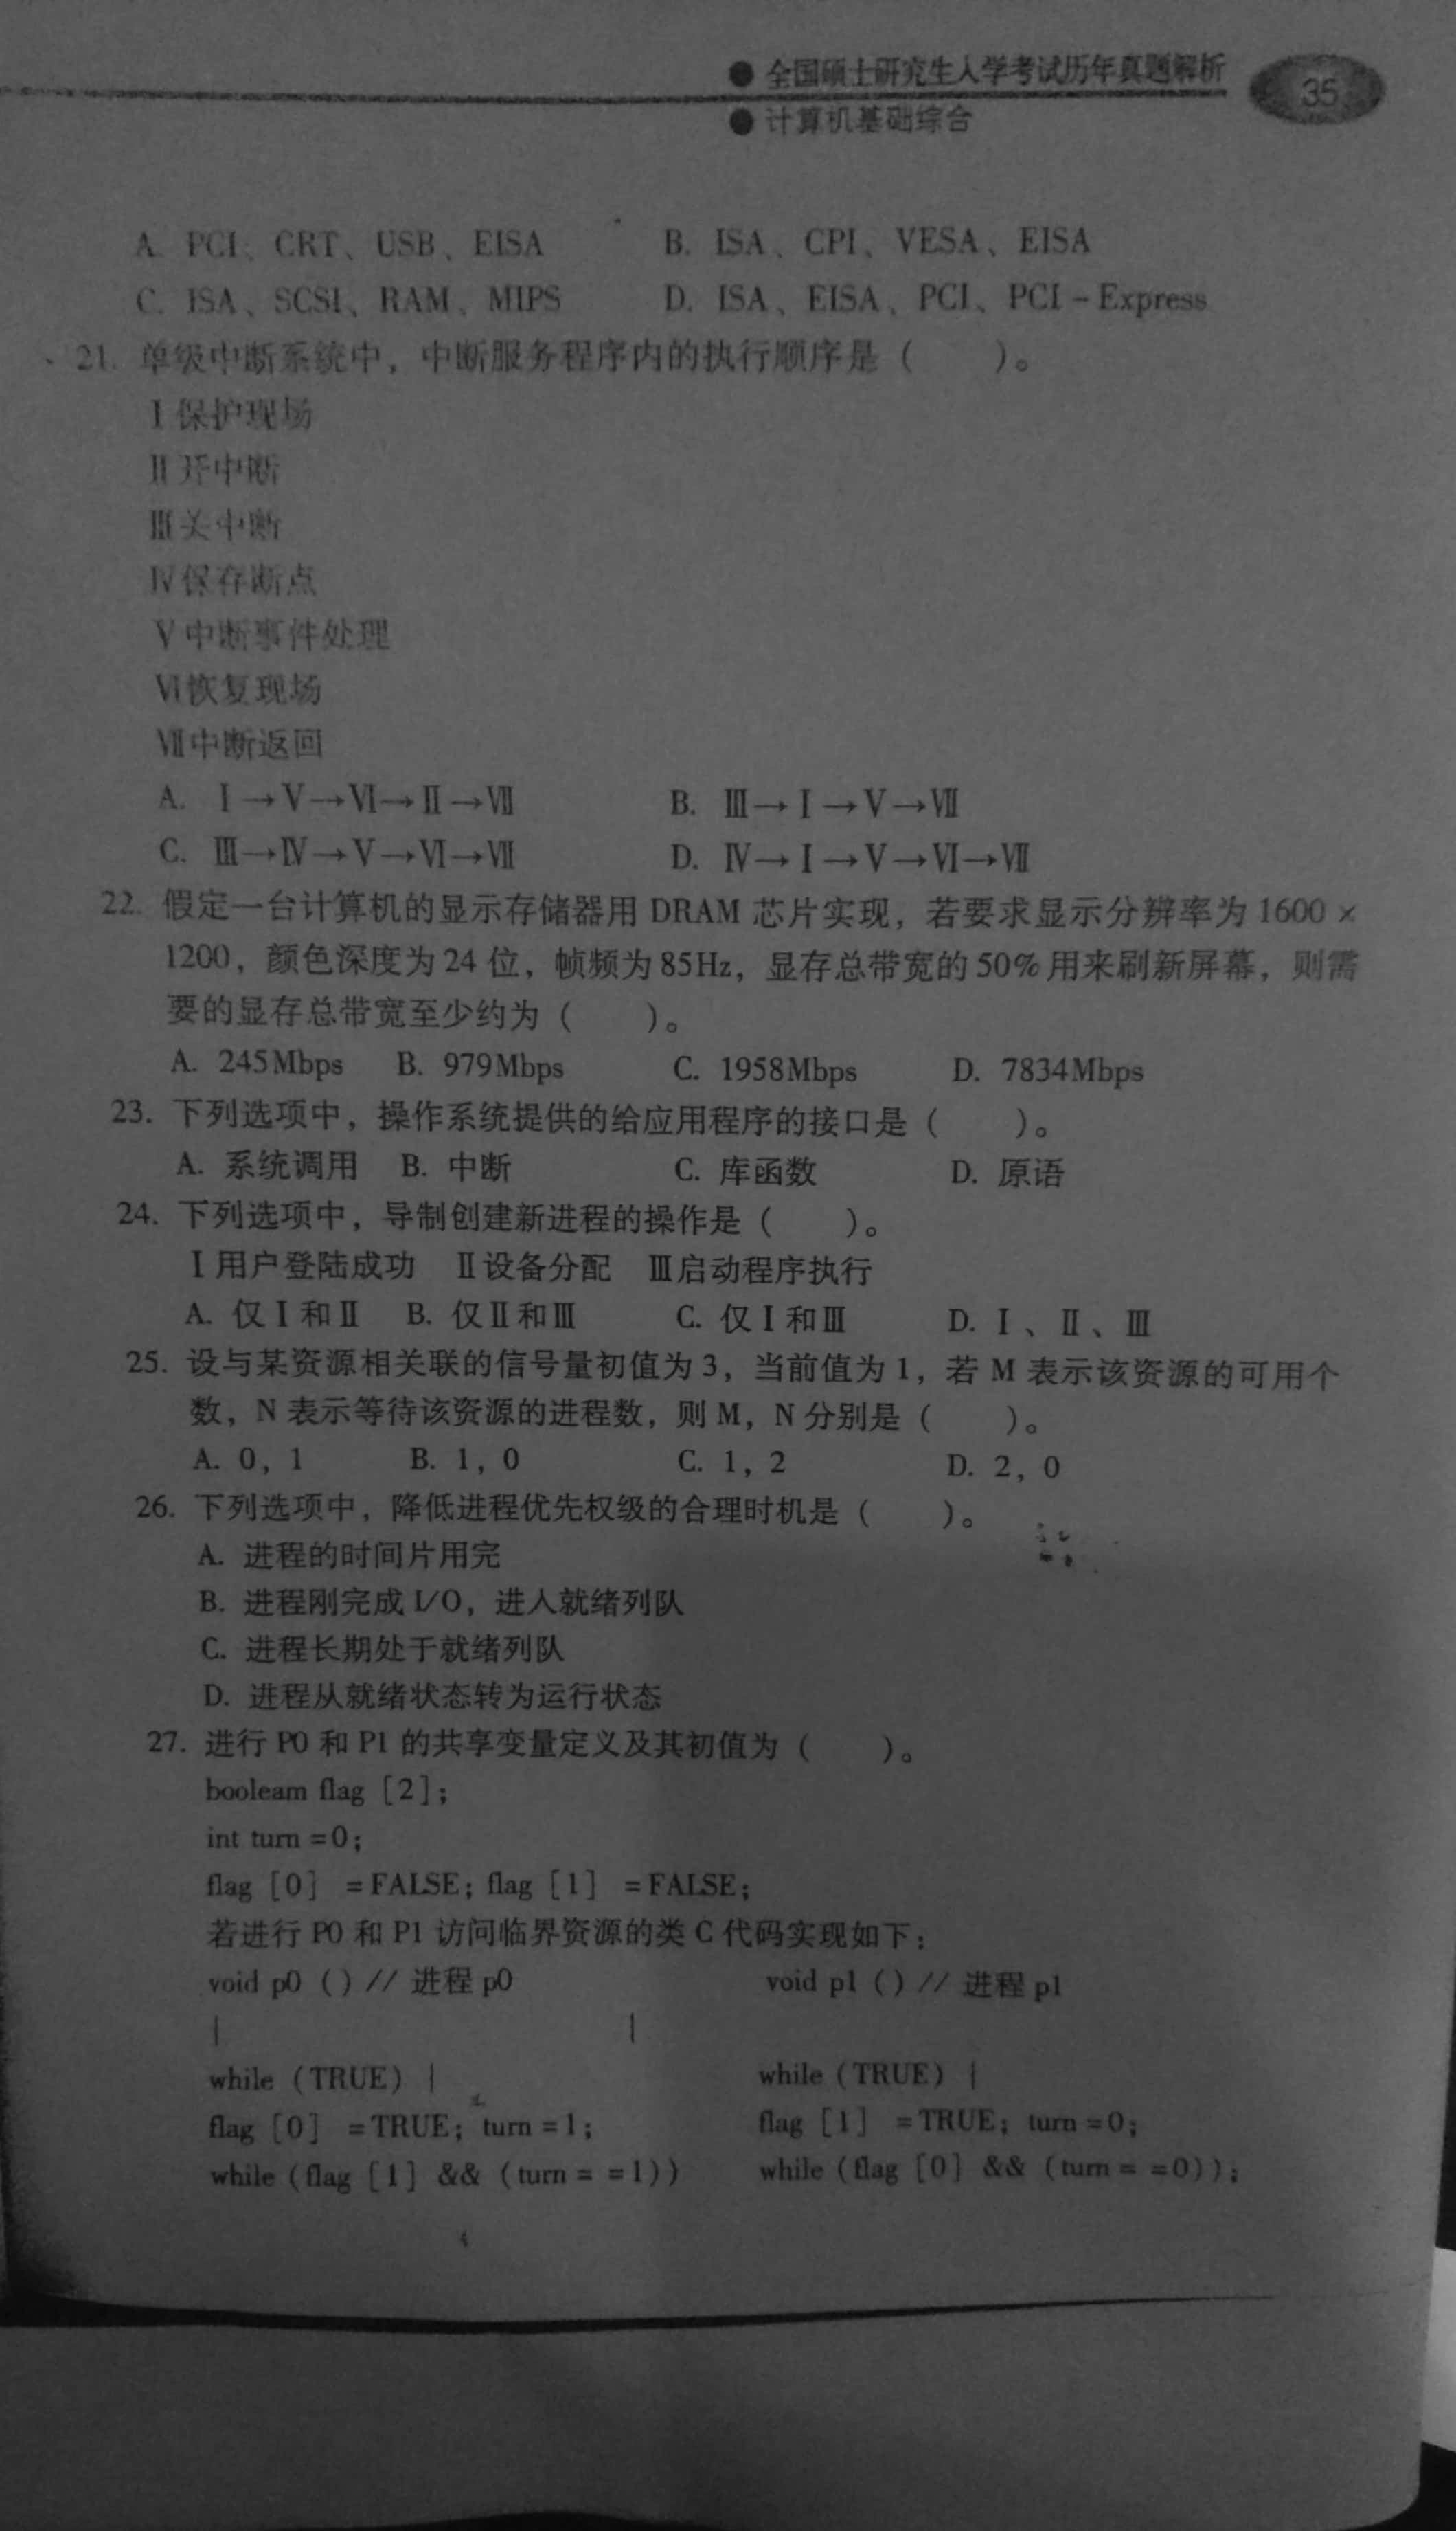 ● 全国硕士研究生入学考试历年真题解析
35
● 计算机基础综合
A. PCI、CRT、USB、EISA B. ISA、CPI、VESA、EISA
C. ISA、SCSI、RAM、MIPS D. ISA、EISA、PCI、PCI-Express
21. 单级中断系统中，中断服务程序内的执行顺序是（ ）。
Ⅰ保护现场
Ⅱ开中断
Ⅲ关中断
Ⅳ保存断点
Ⅴ中断事件处理
Ⅵ恢复现场
Ⅶ中断返回
A. Ⅰ→Ⅴ→Ⅵ→Ⅱ→Ⅶ B. Ⅲ→Ⅰ→Ⅴ→Ⅶ
C. Ⅲ→Ⅳ→Ⅴ→Ⅵ→Ⅶ D. Ⅳ→Ⅰ→Ⅴ→Ⅵ→Ⅶ
22. 假定一台计算机的显示存储器用 DRAM 芯片实现，若要求显示分辨率为 1600 ×
1200，颜色深度为 24 位，帧频为 85Hz，显存总带宽的 50% 用来刷新屏幕，则需
要的显存总带宽至少约为（ ）。
A. 245Mbps B. 979Mbps C. 1958Mbps D. 7834Mbps
23. 下列选项中，操作系统提供的给应用程序的接口是（ ）。
A. 系统调用 B. 中断 C. 库函数 D. 原语
24. 下列选项中，导制创建新进程的操作是（ ）。
Ⅰ用户登陆成功 Ⅱ设备分配 Ⅲ启动程序执行
A. 仅Ⅰ和Ⅱ B. 仅Ⅱ和Ⅲ C. 仅Ⅰ和Ⅲ D. Ⅰ、Ⅱ、Ⅲ
25. 设与某资源相关联的信号量初值为 3，当前值为 1，若 M 表示该资源的可用个
数，N 表示等待该资源的进程数，则 M，N 分别是（ ）。
A. 0，1 B. 1，0 C. 1，2 D. 2，0
26. 下列选项中，降低进程优先权级的合理时机是（ ）。
A. 进程的时间片用完
B. 进程刚完成 I/O，进入就绪列队
C. 进程长期处于就绪列队
D. 进程从就绪状态转为运行状态
27. 进行 P0 和 P1 的共享变量定义及其初值为（ ）。
booleam flag［2］；
int turn =0；
flag［0］ =FALSE；flag［1］ =FALSE；
若进行 P0 和 P1 访问临界资源的类 C 代码实现如下：
void p0（）// 进程 p0 void p1（）// 进程 p1
| |
while（TRUE）| while（TRUE）|
flag［0］ =TRUE；turn =1； flag［1］ =TRUE；turn =0；
while（flag［1］&&（turn = =1）） while（flag［0］&&（turn = =0））；